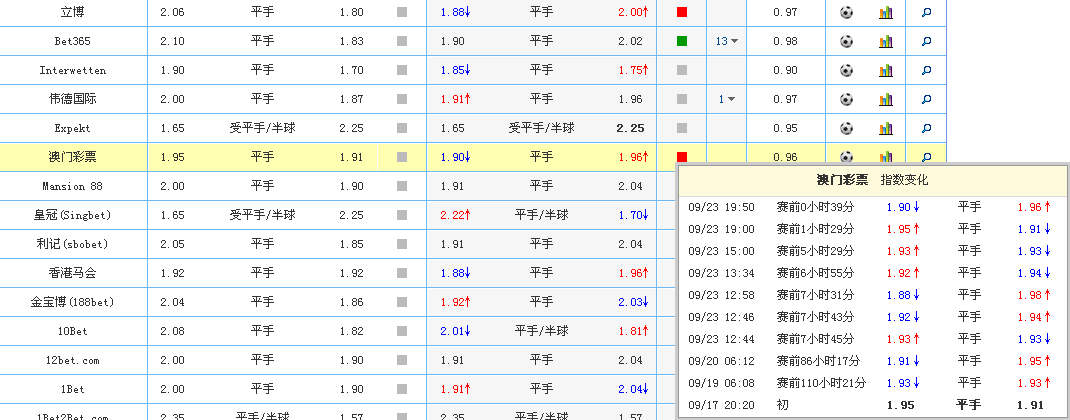 立博 2.06 平手 1.80 1.88↓ 平手 2.00↑ 0.97
Bet365 2.10 平手 1.83 1.90 平手 2.02 13 0.98
Interwetten 1.90 平手 1.70 1.85↓ 平手 1.75↑ 0.90
伟德国际 2.00 平手 1.87 1.91↑ 平手 1.96 1 0.97
Expekt 1.65 受平手/半球 2.25 1.65 受平手/半球 2.25 0.95
澳门彩票 1.95 平手 1.91 1.90↓ 平手 1.96↑ 0.96
Mansion 88 2.00 平手 1.90 1.91 平手 2.04
皇冠(Singbet) 1.65 受平手/半球 2.25 2.22↑ 平手/半球 1.70↓
利记(sbobet) 2.05 平手 1.85 1.91 平手 2.04
香港马会 1.92 平手 1.92 1.88↓ 平手 1.96↑
金宝博(188bet) 2.04 平手 1.86 1.92↑ 平手 2.03↓
10Bet 2.08 平手 1.82 2.01↓ 平手/半球 1.81↑
12bet.com 2.00 平手 1.90 1.91 平手 2.04
1Bet 2.00 平手 1.90 1.91↑ 平手 2.04↓
1Bet2Bet.com 2.35 平手/半球 1.57 2.35 平手/半球 1.57
澳门彩票 指数变化
09/23 19:50 赛前0小时39分 1.90↓ 平手 1.96↑
09/23 19:00 赛前1小时29分 1.95↑ 平手 1.91↓
09/23 15:00 赛前5小时29分 1.93↑ 平手 1.93↓
09/23 13:34 赛前6小时55分 1.92↑ 平手 1.94↓
09/23 12:58 赛前7小时31分 1.88↓ 平手 1.98↑
09/23 12:46 赛前7小时43分 1.92↓ 平手 1.94↑
09/23 12:44 赛前7小时45分 1.93↑ 平手 1.93↓
09/20 06:12 赛前86小时17分 1.91↓ 平手 1.95↑
09/19 06:08 赛前110小时21分 1.93↓ 平手 1.93↑
09/17 20:20 初 1.95 平手 1.91